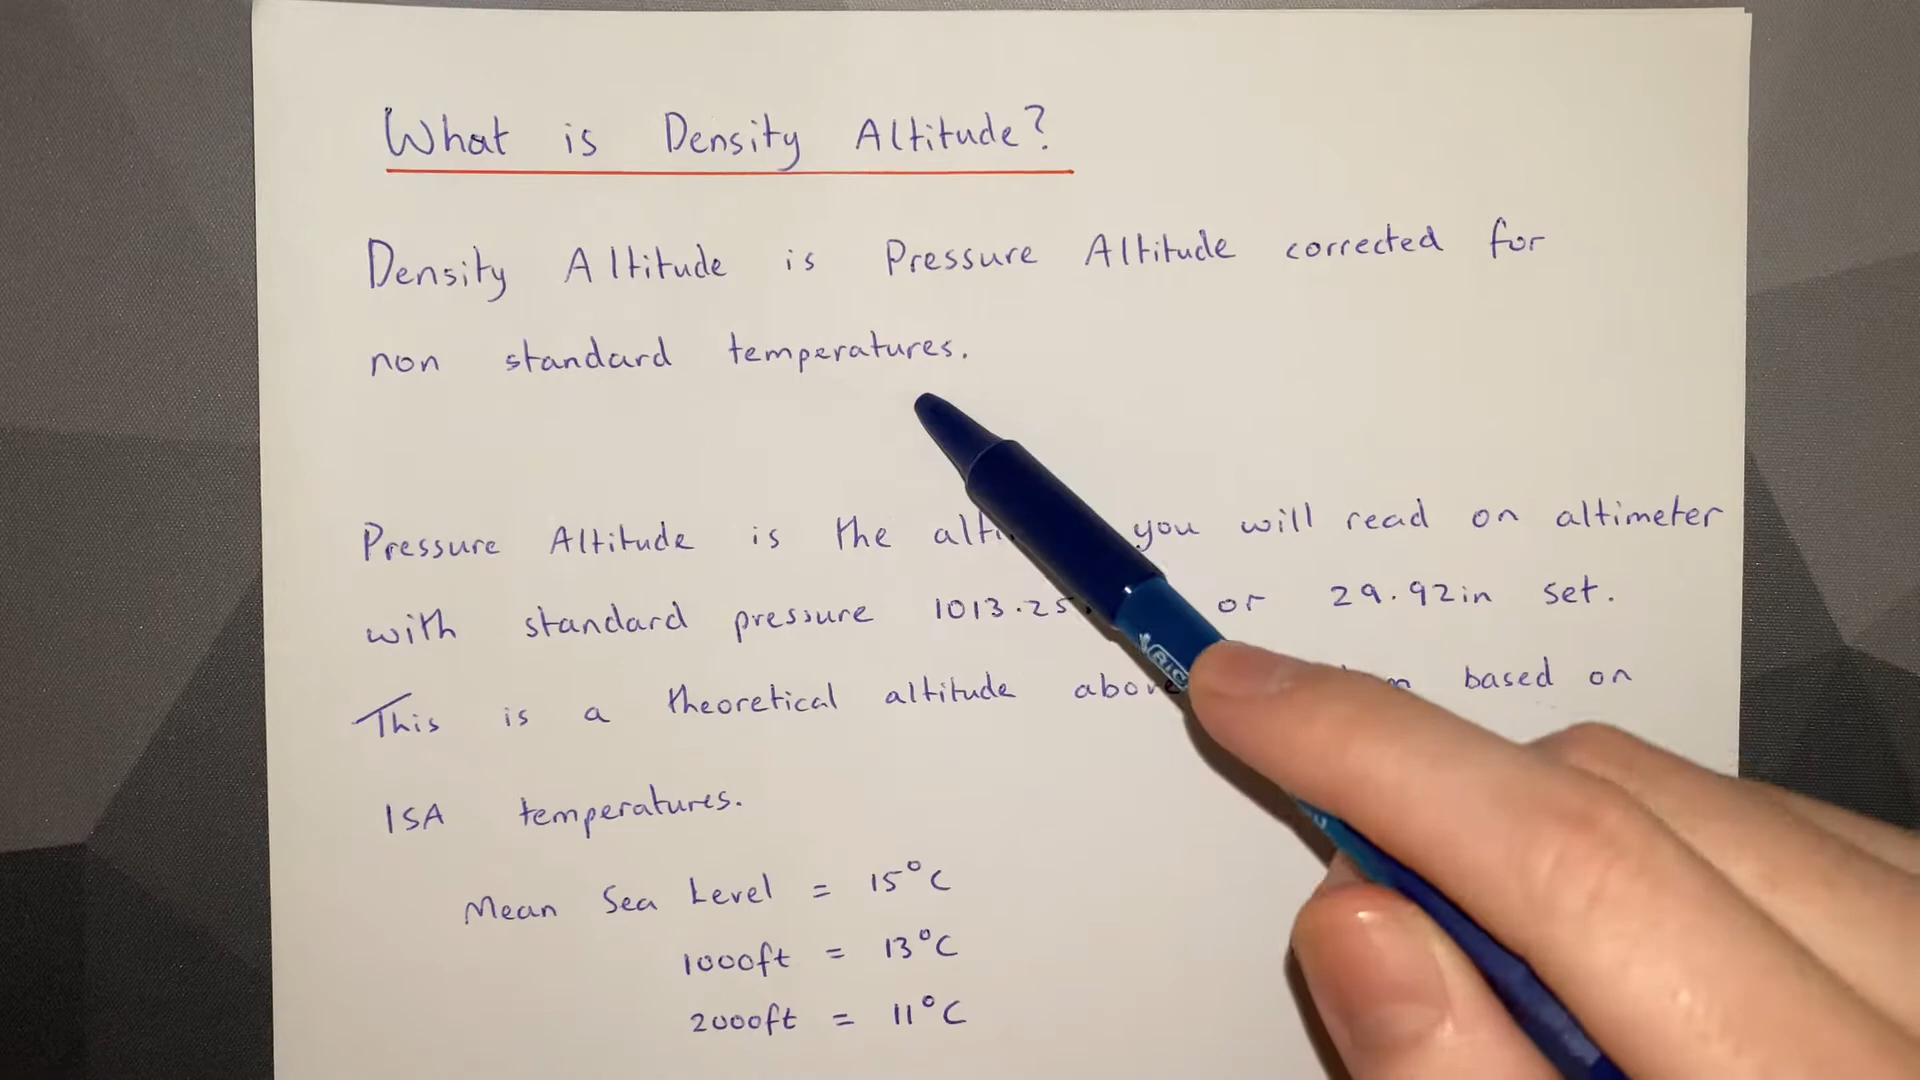 What is Density Altitude?
Density Altitude is Pressure Altitude corrected for
non standard temperatures.
Pressure Altitude is the you will read on altimeter
with standard pressure 1013.25 or 29.92in set.
This is a theoretical altitude above based on
ISA temperatures.
Mean Sea Level = 15°C
1000ft = 13°C
2000ft = 11°C
BIC